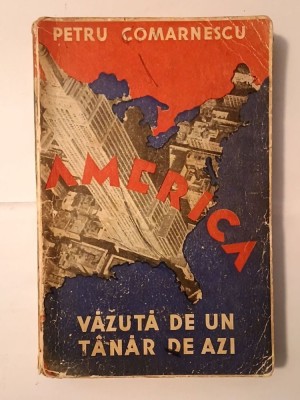 PETRU COMARNESCU
AMERICA
VĂZUTĂ DE UN
TÂNĂR DE AZI